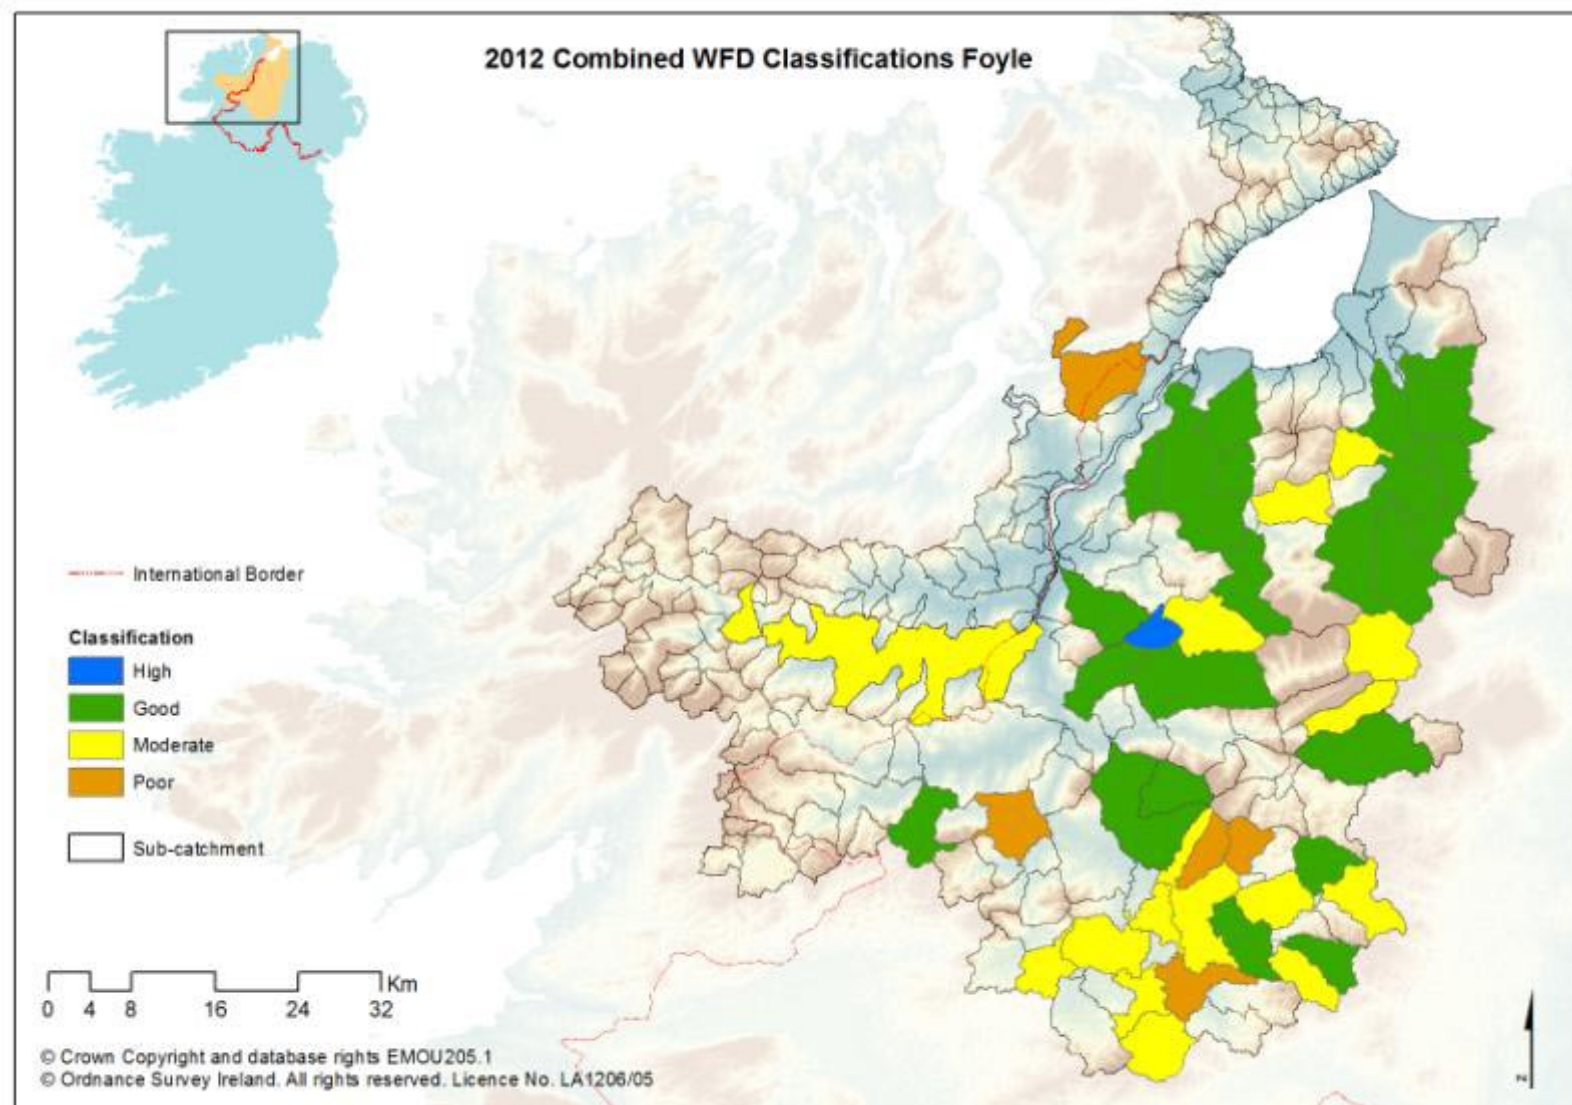 2012 Combined WFD Classifications Foyle
International Border
Classification
High
Good
Moderate
Poor
Sub-catchment
Km
0 4 8 16 24 32
© Crown Copyright and database rights EMOU205.1
© Ordnance Survey Ireland. All rights reserved. Licence No. LA1206/05
N